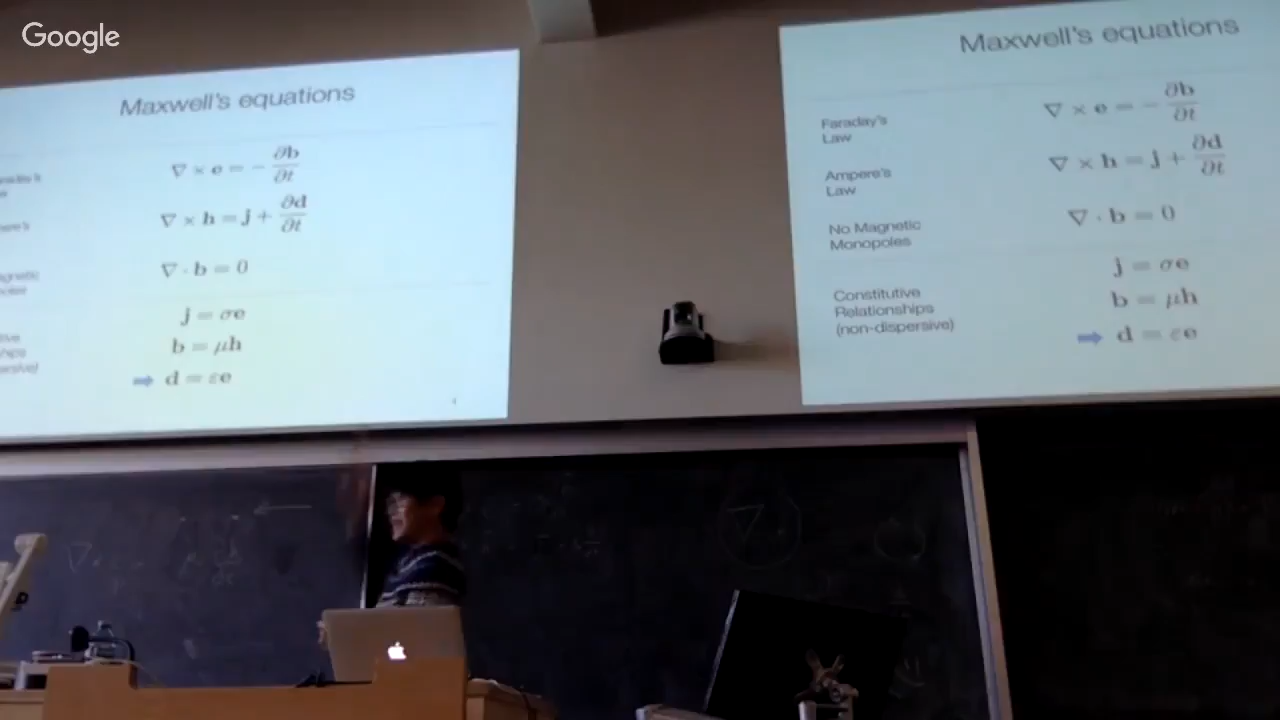 Google
Maxwell's equations
∇ × e = − ∂b/∂t
∇ × h = j + ∂d/∂t
∇ · b = 0
j = σe
b = μh
d = εe
Maxwell's equations
Faraday's
Law
∇ × e = − ∂b/∂t
Ampere's
Law
∇ × h = j + ∂d/∂t
No Magnetic
Monopoles
∇ · b = 0
Constitutive
Relationships
(non-dispersive)
j = σe
b = μh
d = εe